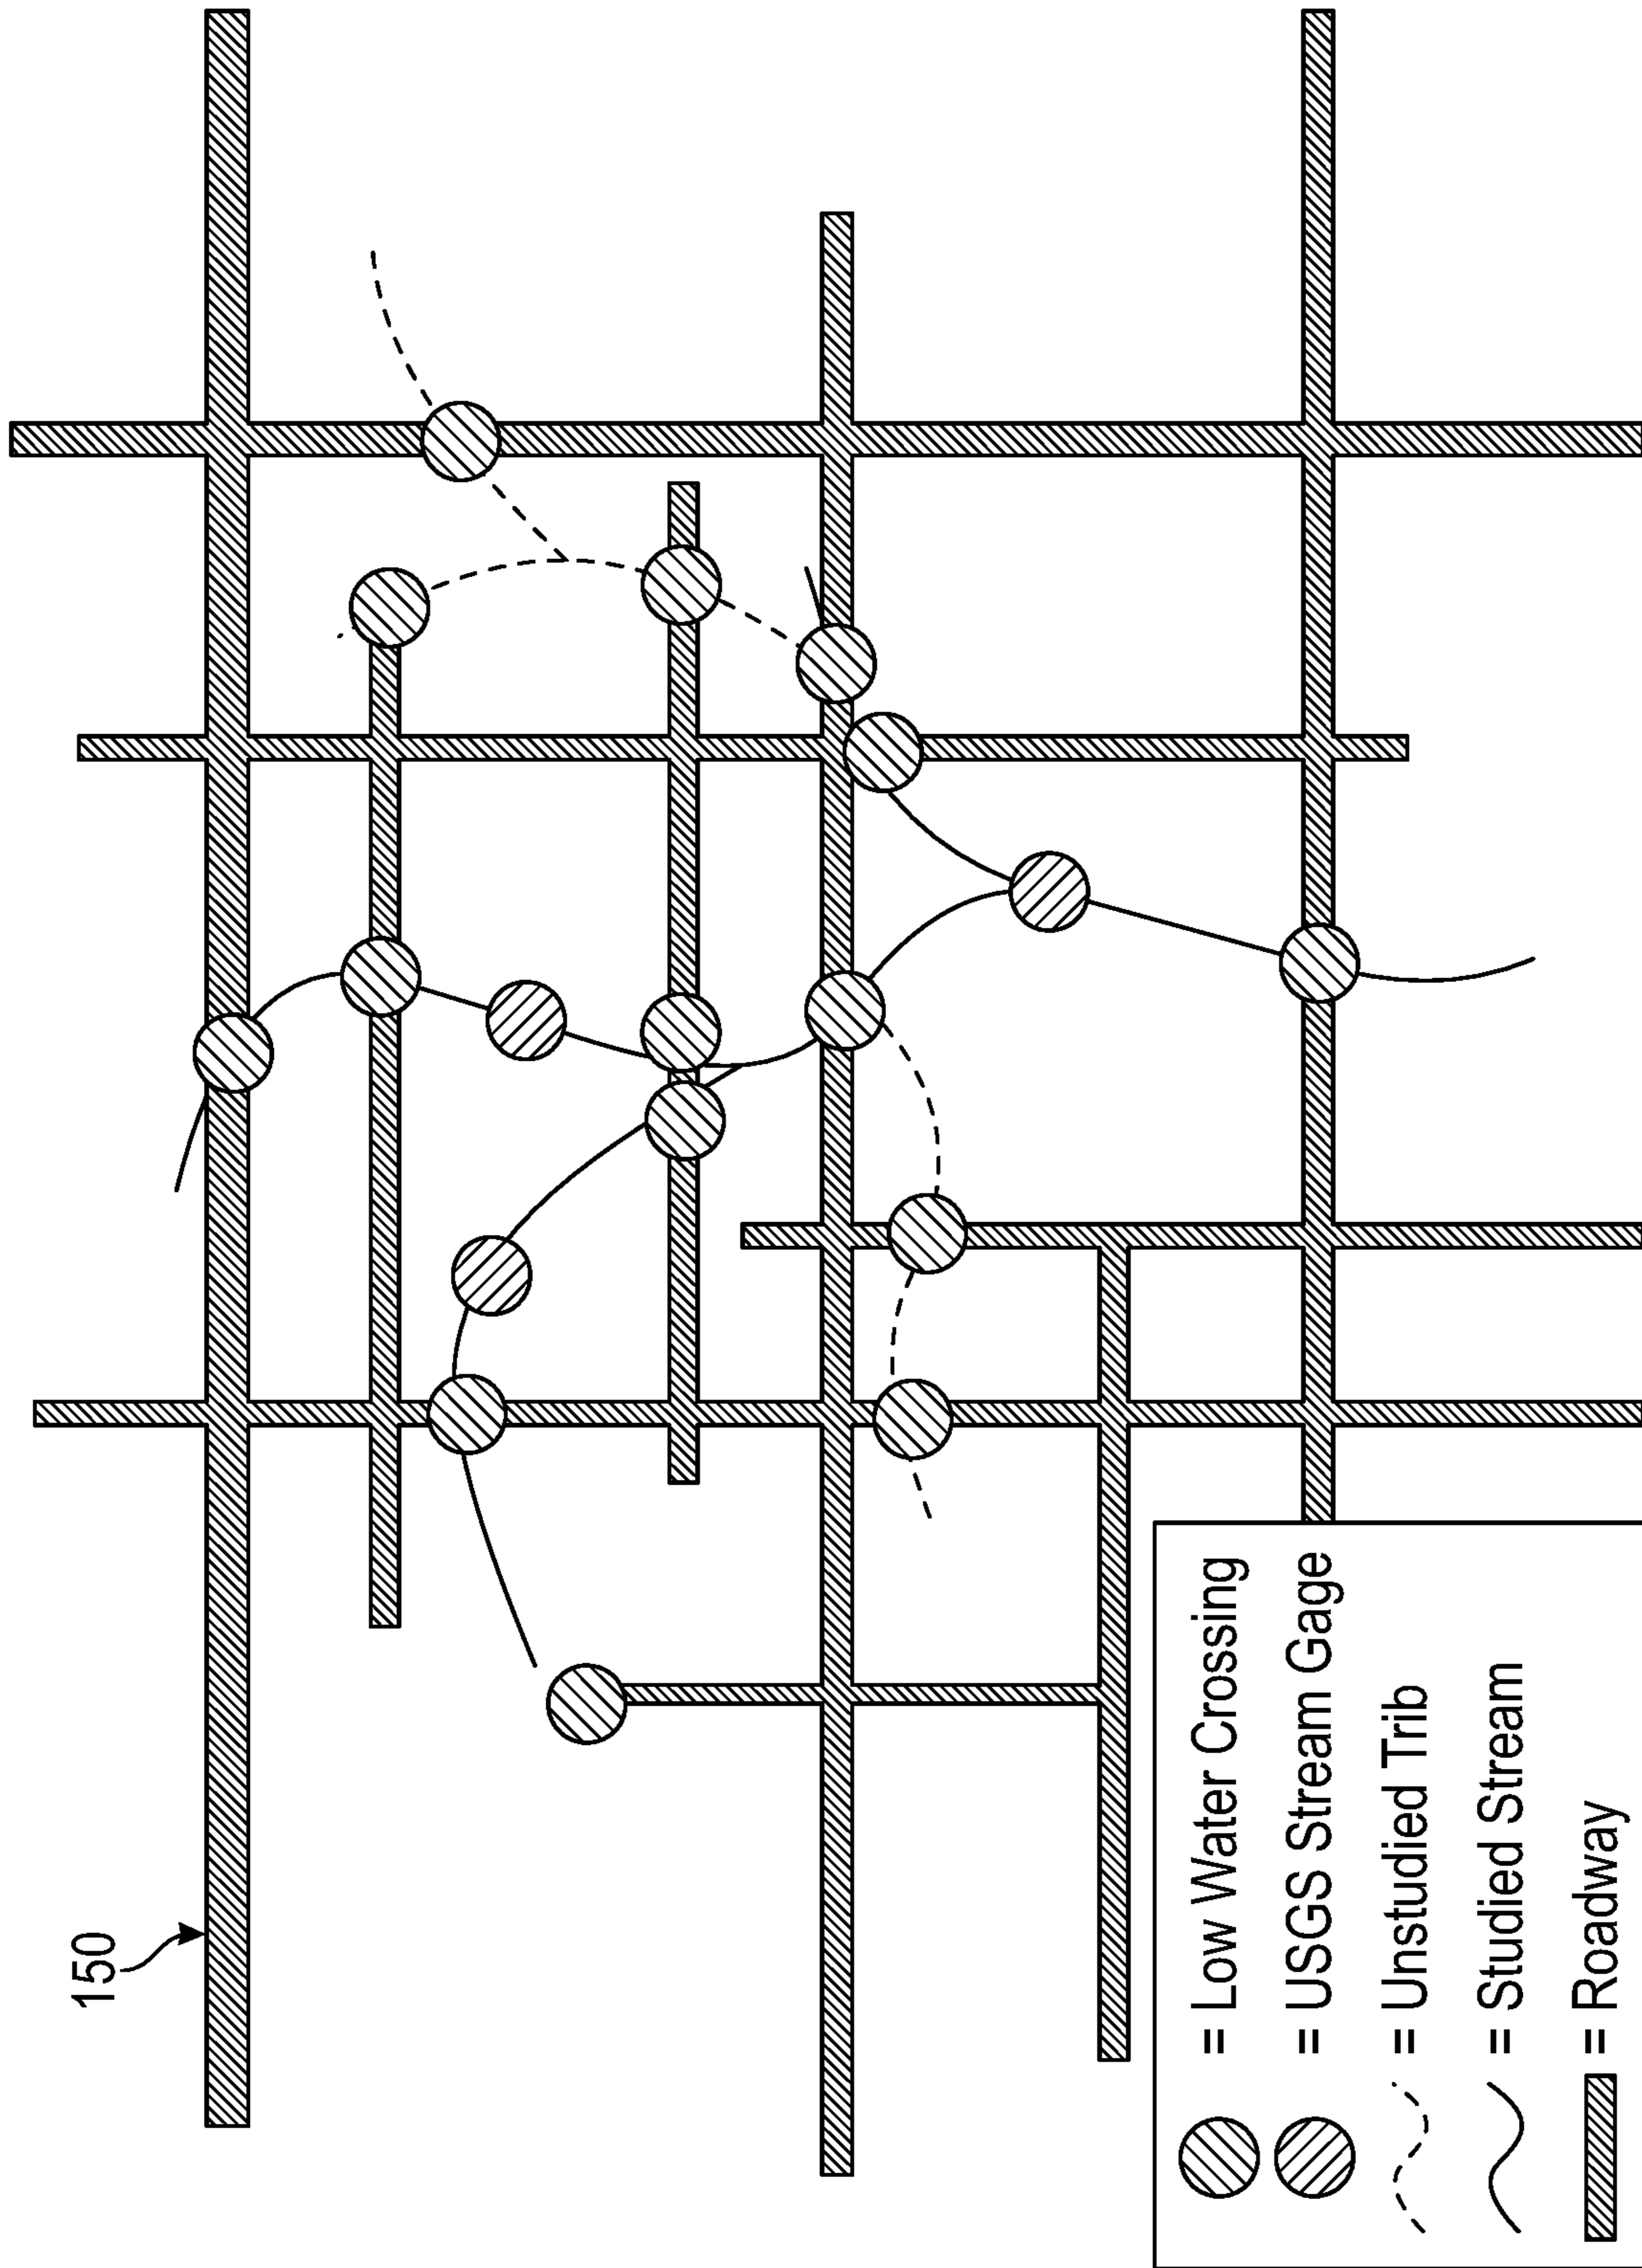 150
= Low Water Crossing
= USGS Stream Gage
= Unstudied Trib
= Studied Stream
= Roadway